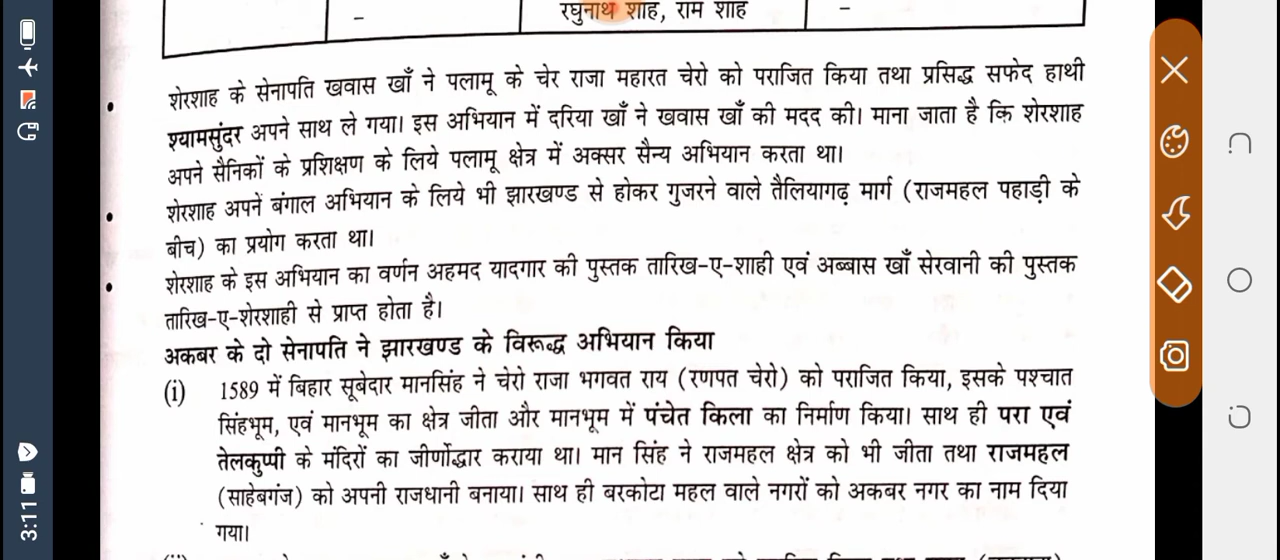 रघुनाथ शाह, राम शाह
–
–
• शेरशाह के सेनापति खवास खाँ ने पलामू के चेर राजा महारत चेरो को पराजित किया तथा प्रसिद्ध सफेद हाथी
श्यामसुंदर अपने साथ ले गया। इस अभियान में दरिया खाँ ने खवास खाँ की मदद की। माना जाता है कि शेरशाह
अपने सैनिकों के प्रशिक्षण के लिये पलामू क्षेत्र में अक्सर सैन्य अभियान करता था।
• शेरशाह अपनें बंगाल अभियान के लिये भी झारखण्ड से होकर गुजरने वाले तैलियागढ़ मार्ग (राजमहल पहाड़ी के
बीच) का प्रयोग करता था।
• शेरशाह के इस अभियान का वर्णन अहमद यादगार की पुस्तक तारिख-ए-शाही एवं अब्बास खाँ सेरवानी की पुस्तक
तारिख-ए-शेरशाही से प्राप्त होता है।
अकबर के दो सेनापति ने झारखण्ड के विरूद्ध अभियान किया
(i) 1589 में बिहार सूबेदार मानसिंह ने चेरो राजा भगवत राय (रणपत चेरो) को पराजित किया, इसके पश्चात
सिंहभूम, एवं मानभूम का क्षेत्र जीता और मानभूम में पंचेत किला का निर्माण किया। साथ ही परा एवं
तेलकुप्पी के मंदिरों का जीर्णोद्धार कराया था। मान सिंह ने राजमहल क्षेत्र को भी जीता तथा राजमहल
(साहेबगंज) को अपनी राजधानी बनाया। साथ ही बरकोटा महल वाले नगरों को अकबर नगर का नाम दिया
गया।
3:11